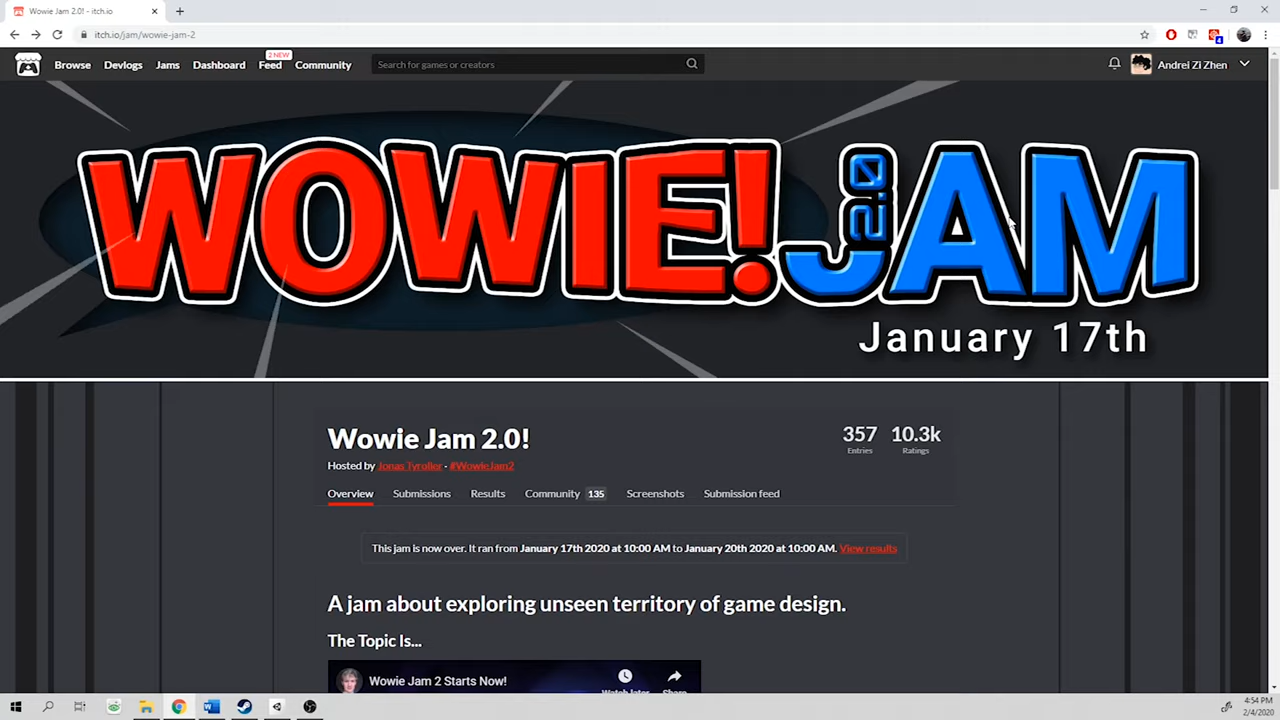 Wowie Jam 2.0! - itch.io
itch.io/jam/wowie-jam-2
2 NEW
Browse Devlogs Jams Dashboard Feed Community Search for games or creators Andrei Zi Zhen
WOWIE! 2.0 JAM
January 17th
Wowie Jam 2.0! 357 10.3k
Entries Ratings
Hosted by Jonas Tyroller · #WowieJam2
Overview Submissions Results Community 135 Screenshots Submission feed
This jam is now over. It ran from January 17th 2020 at 10:00 AM to January 20th 2020 at 10:00 AM. View results
A jam about exploring unseen territory of game design.
The Topic Is...
Wowie Jam 2 Starts Now!
Watch later Share
4:54 PM
2/4/2020